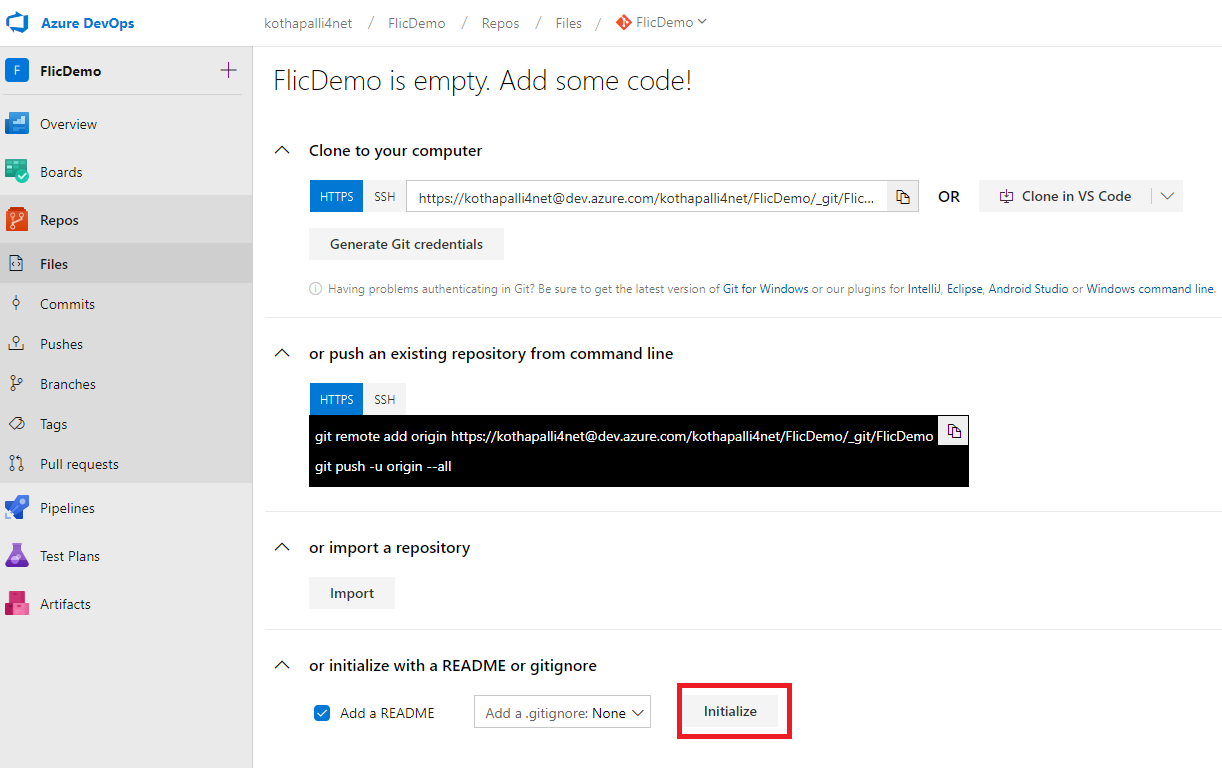 Azure DevOps
kothapalli4net / FlicDemo / Repos / Files / FlicDemo
F FlicDemo
Overview
Boards
Repos
Files
Commits
Pushes
Branches
Tags
Pull requests
Pipelines
Test Plans
Artifacts
FlicDemo is empty. Add some code!
Clone to your computer
HTTPS SSH https://kothapalli4net@dev.azure.com/kothapalli4net/FlicDemo/_git/Flic... OR Clone in VS Code
Generate Git credentials
Having problems authenticating in Git? Be sure to get the latest version of Git for Windows or our plugins for IntelliJ, Eclipse, Android Studio or Windows command line.
or push an existing repository from command line
HTTPS SSH
git remote add origin https://kothapalli4net@dev.azure.com/kothapalli4net/FlicDemo/_git/FlicDemo
git push -u origin --all
or import a repository
Import
or initialize with a README or gitignore
Add a README Add a .gitignore: None Initialize